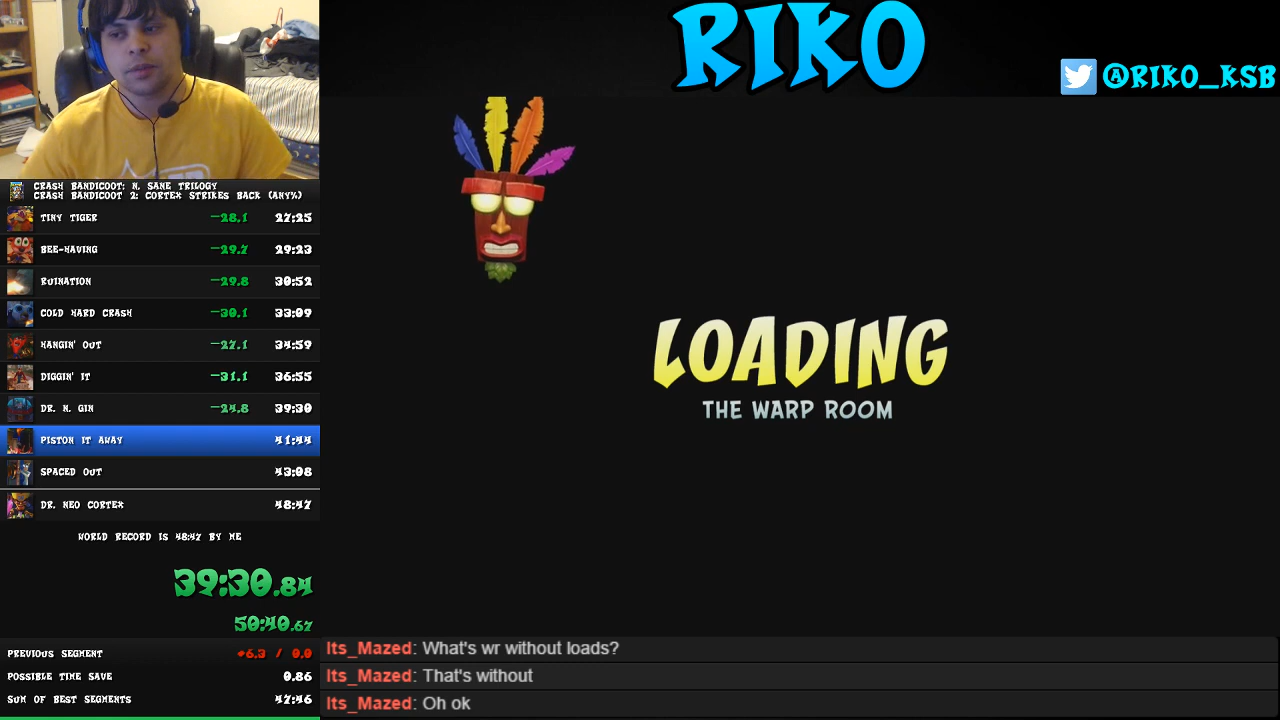 RIKO
@RIKO_KSB
CRASH BANDICOOT: N. SANE TRILOGY
CRASH BANDICOOT 2: CORTEX STRIKES BACK (ANY%)
TINY TIGER -28.1 27:25
BEE-HAVING -29.7 29:23
RUINATION -29.8 30:52
COLD HARD CRASH -30.1 33:09
HANGIN' OUT -27.1 34:59
DIGGIN' IT -31.1 36:55
DR. N. GIN -24.8 39:30
PISTON IT AWAY 41:44
SPACED OUT 43:08
DR. NEO CORTEX 48:47
WORLD RECORD IS 48:47 BY ME
39:30.84
50:40.67
PREVIOUS SEGMENT +6.3 / 0.0
POSSIBLE TIME SAVE 0.86
SUM OF BEST SEGMENTS 47:46
LOADING
THE WARP ROOM
Its_Mazed: What's wr without loads?
Its_Mazed: That's without
Its_Mazed: Oh ok